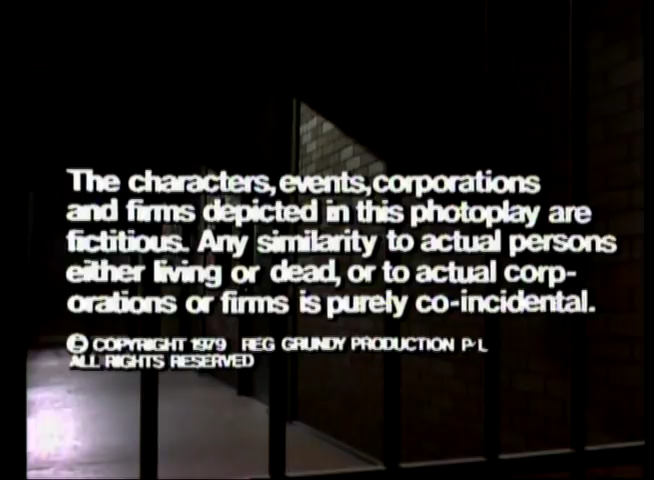 The characters, events, corporations
and firms depicted in this photoplay are
fictitious. Any similarity to actual persons
either living or dead, or to actual corp-
orations or firms is purely co-incidental.
© COPYRIGHT 1979 REG GRUNDY PRODUCTION P/L
ALL RIGHTS RESERVED